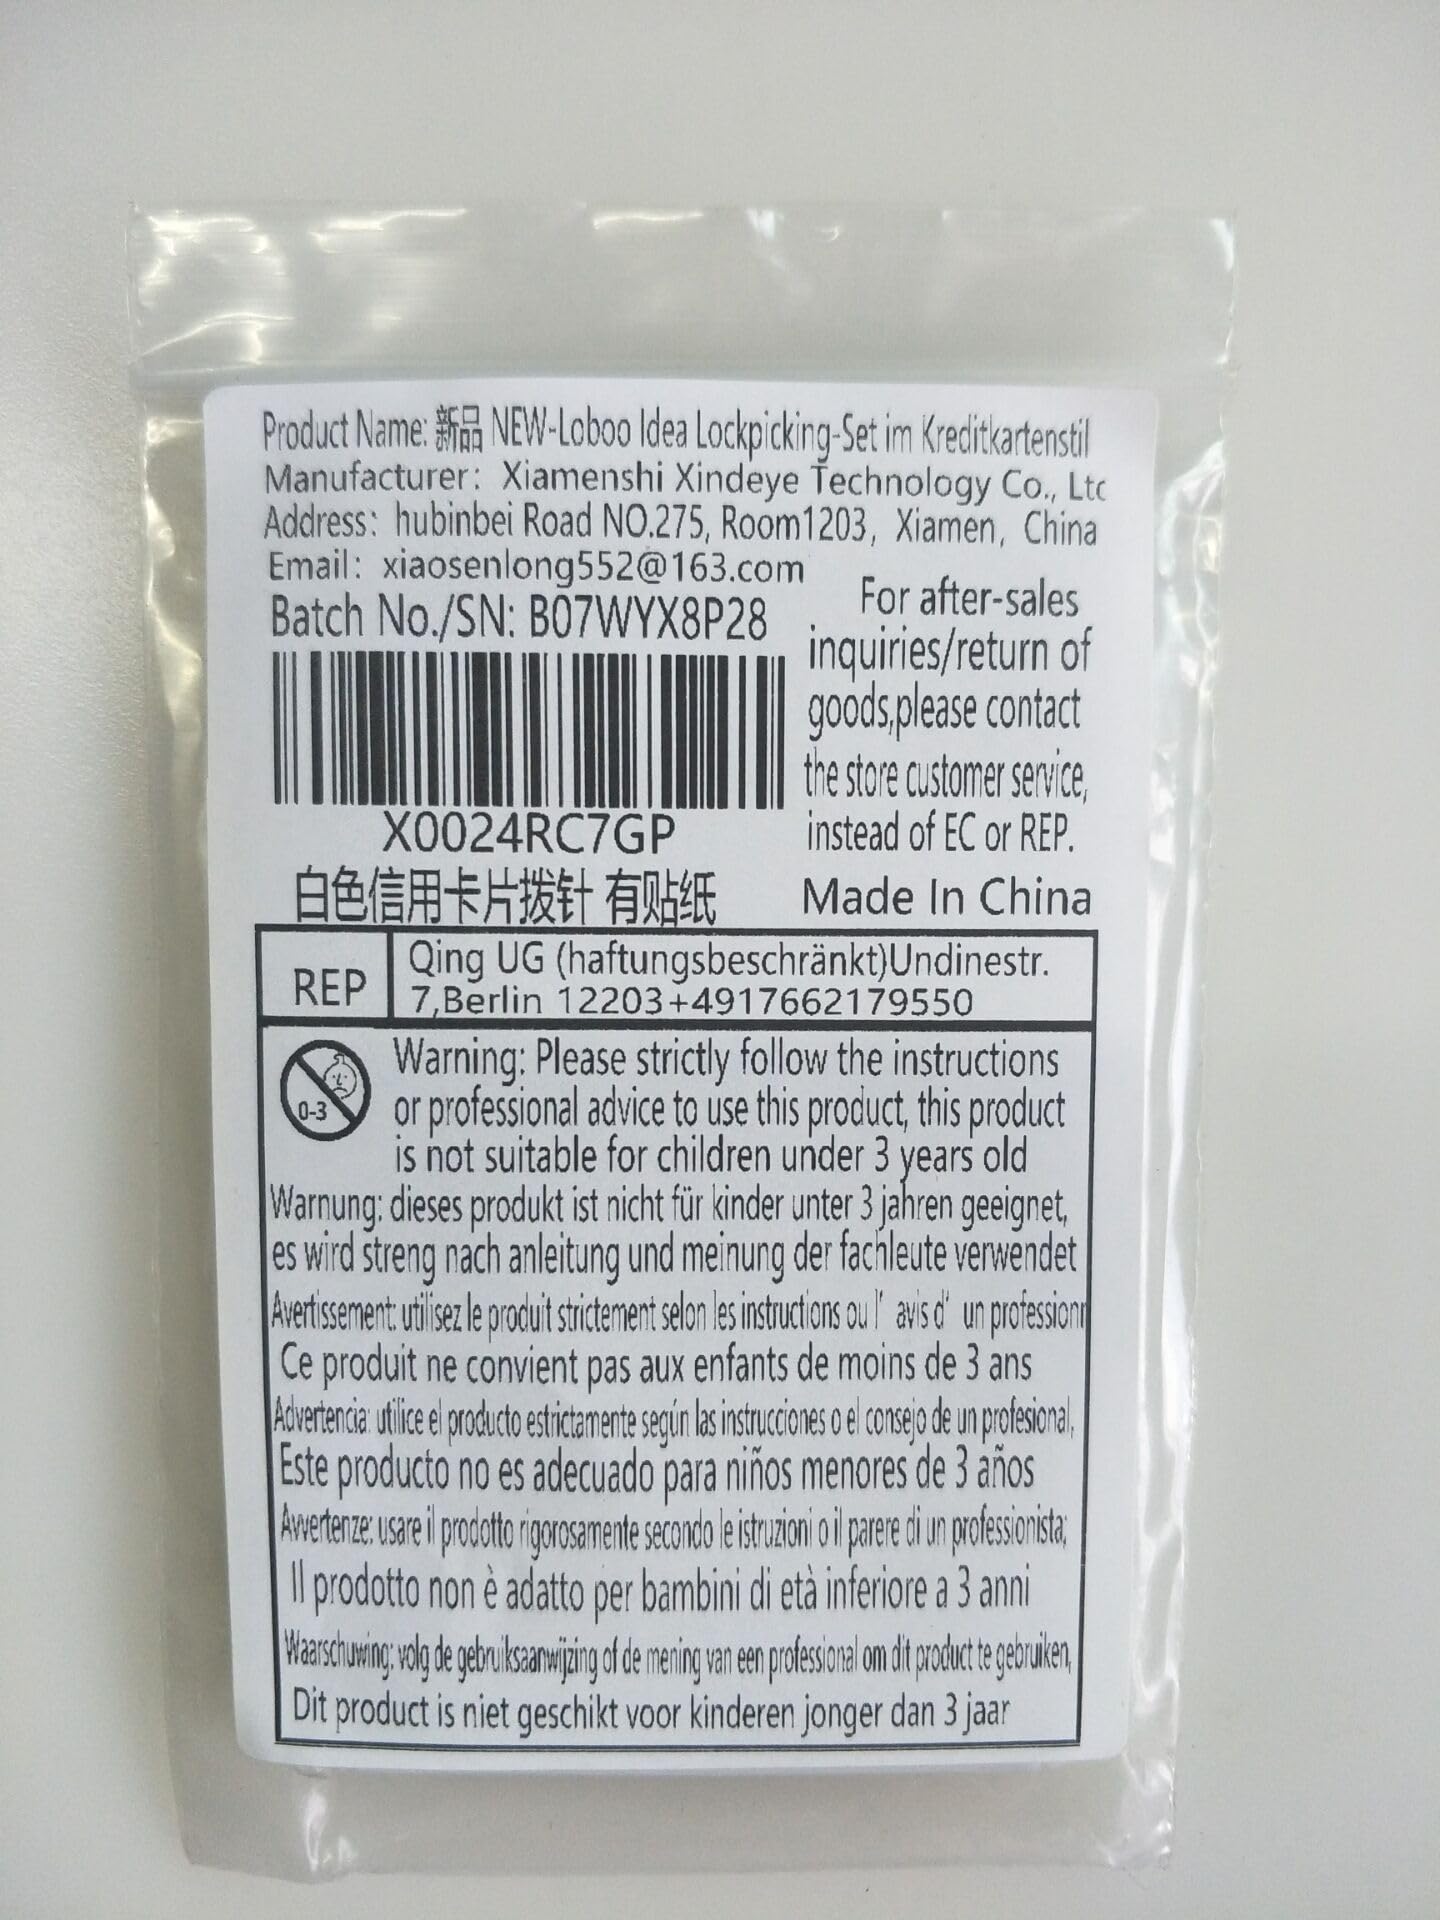 Product Name: 新品 NEW-Loboo Idea Lockpicking-Set im Kreditkartenstil
Manufacturer: Xiamenshi Xindeye Technology Co., Ltd
Address: hubinbei Road NO.275, Room1203, Xiamen, China
Email: xiaosenlong552@163.com
Batch No./SN: B07WYX8P28
X0024RC7GP
白色信用卡片拨针 有贴纸
For after-sales
inquiries/return of
goods,please contact
the store customer service,
instead of EC or REP.
Made In China
REP
Qing UG (haftungsbeschränkt)Undinestr.
7,Berlin 12203+4917662179550
0-3
Warning: Please strictly follow the instructions
or professional advice to use this product, this product
is not suitable for children under 3 years old
Warnung: dieses produkt ist nicht für kinder unter 3 jahren geeignet,
es wird streng nach anleitung und meinung der fachleute verwendet
Avertissement: utilisez le produit strictement selon les instructions ou l' avis d' un professionn
Ce produit ne convient pas aux enfants de moins de 3 ans
Advertencia: utilice el producto estrictamente según las instrucciones o el consejo de un profesional,
Este producto no es adecuado para niños menores de 3 años
Avvertenze: usare il prodotto rigorosamente secondo le istruzioni o il parere di un professionista;
Il prodotto non è adatto per bambini di età inferiore a 3 anni
Waarschuwing: volg de gebruiksaanwijzing of de mening van een professional om dit product te gebruiken,
Dit product is niet geschikt voor kinderen jonger dan 3 jaar